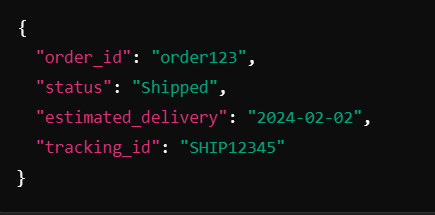 {
"order_id": "order123",
"status": "Shipped",
"estimated_delivery": "2024-02-02",
"tracking_id": "SHIP12345"
}